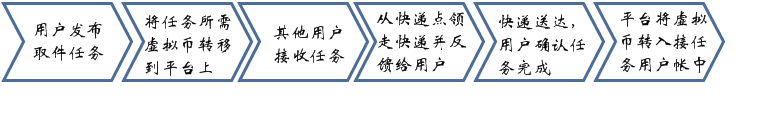 用户发布
取件任务
将任务所需
虚拟币转移
到平台上
其他用户
接收任务
从快递点领
走快递并反
馈给用户
快递送达，
用户确认任
务完成
平台将虚拟
币转入接任
务用户帐中